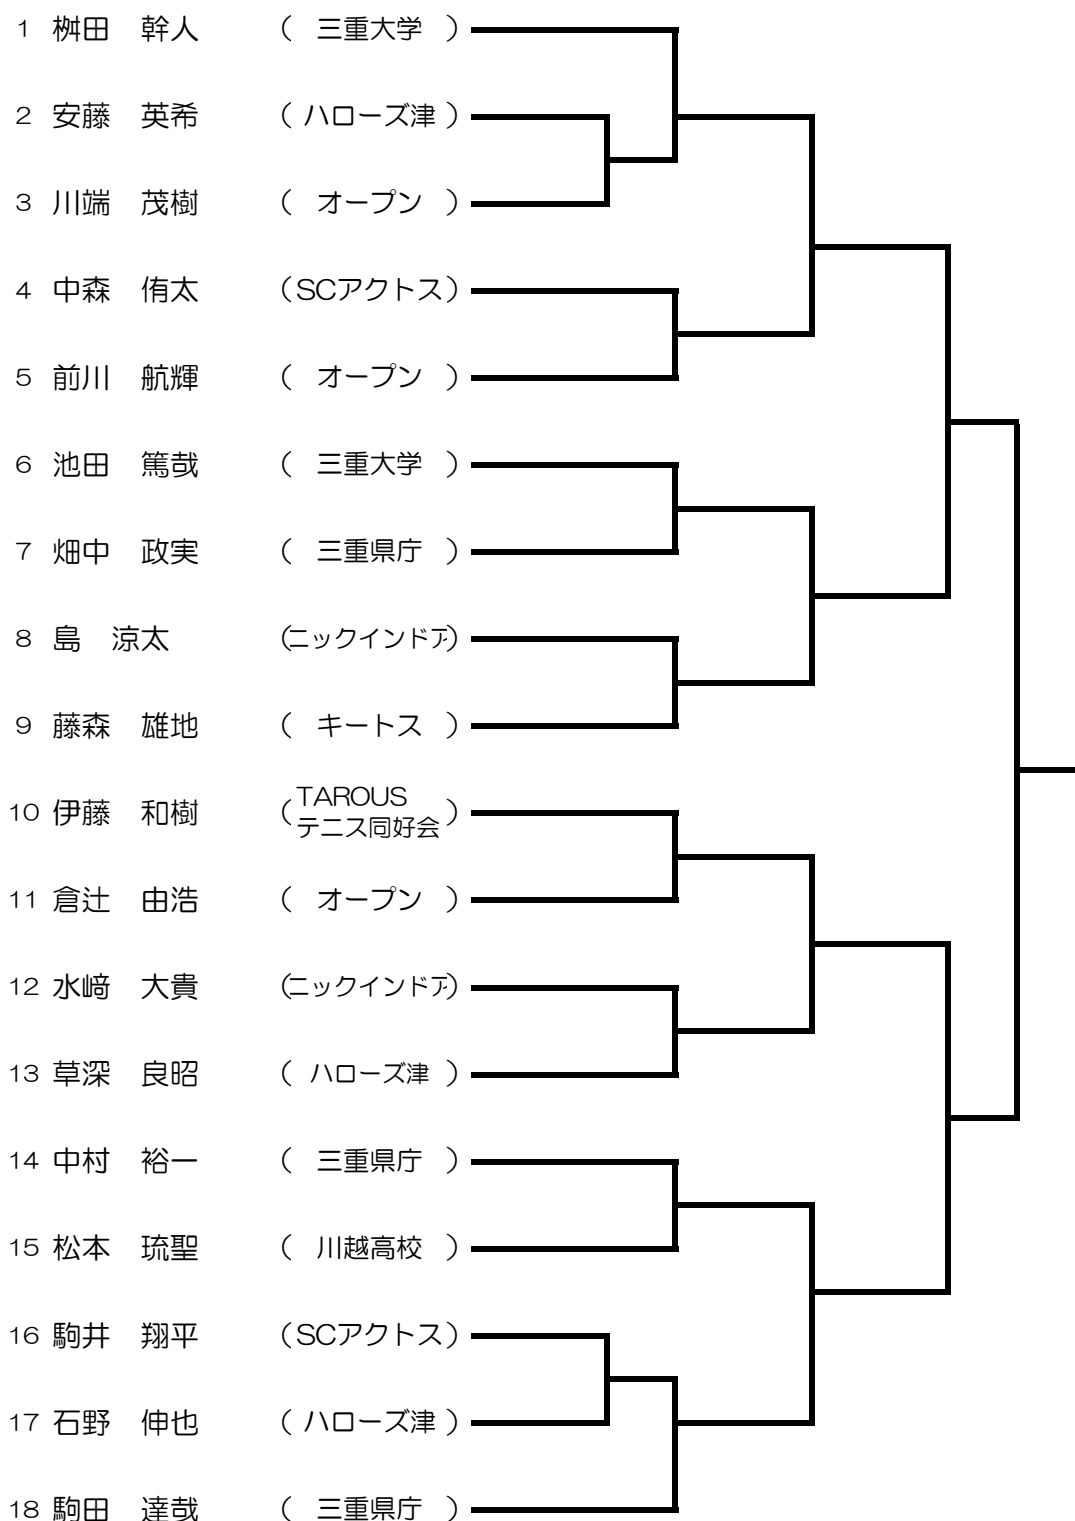 1 桝田　幹人 （ 三重大学 ）
2 安藤　英希 （ ハローズ津 ）
3 川端　茂樹 （ オープン ）
4 中森　侑太 （SCアクトス）
5 前川　航輝 （ オープン ）
6 池田　篤哉 （ 三重大学 ）
7 畑中　政実 （ 三重県庁 ）
8 島　涼太 （ニックインドア）
9 藤森　雄地 （ キートス ）
10 伊藤　和樹 （TAROUS
テニス同好会）
11 倉辻　由浩 （ オープン ）
12 水﨑　大貴 （ニックインドア）
13 草深　良昭 （ ハローズ津 ）
14 中村　裕一 （ 三重県庁 ）
15 松本　琉聖 （ 川越高校 ）
16 駒井　翔平 （SCアクトス）
17 石野　伸也 （ ハローズ津 ）
18 駒田　達哉 （ 三重県庁 ）